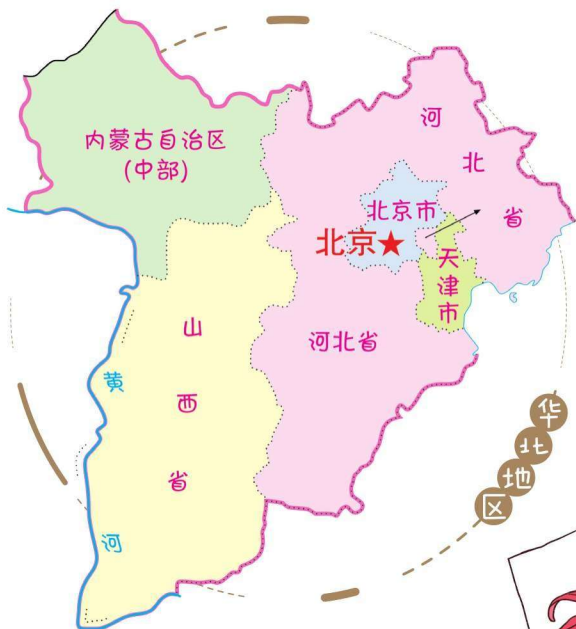 内蒙古自治区
(中部)
河北省
北京市
北京★
天津市
河北省
山西省
黄河
华北地区